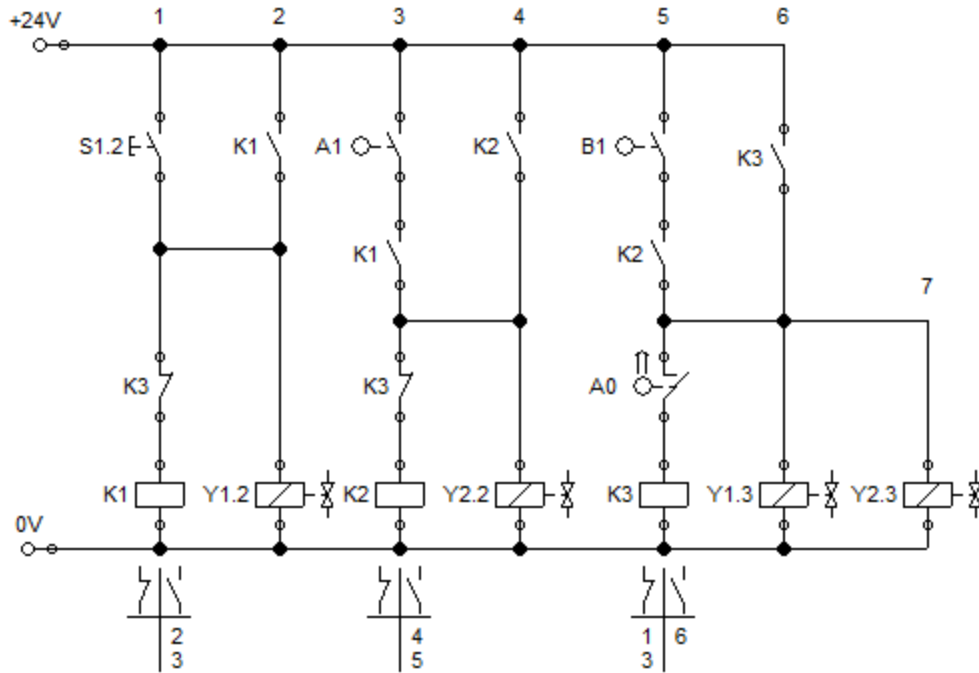 +24V 1 2 3 4 5 6
S1.2 K1 A1 K2 B1 K3
K1 K2
7
K3 K3 A0
K1 Y1.2 K2 Y2.2 K3 Y1.3 Y2.3
0V
2 4 1 6
3 5 3